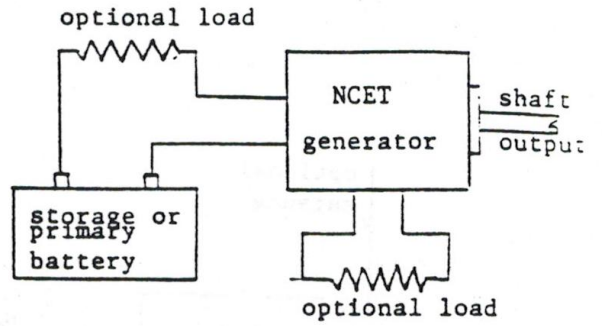 optional load
NCET
generator
shaft
output
storage or
primary
battery
optional load